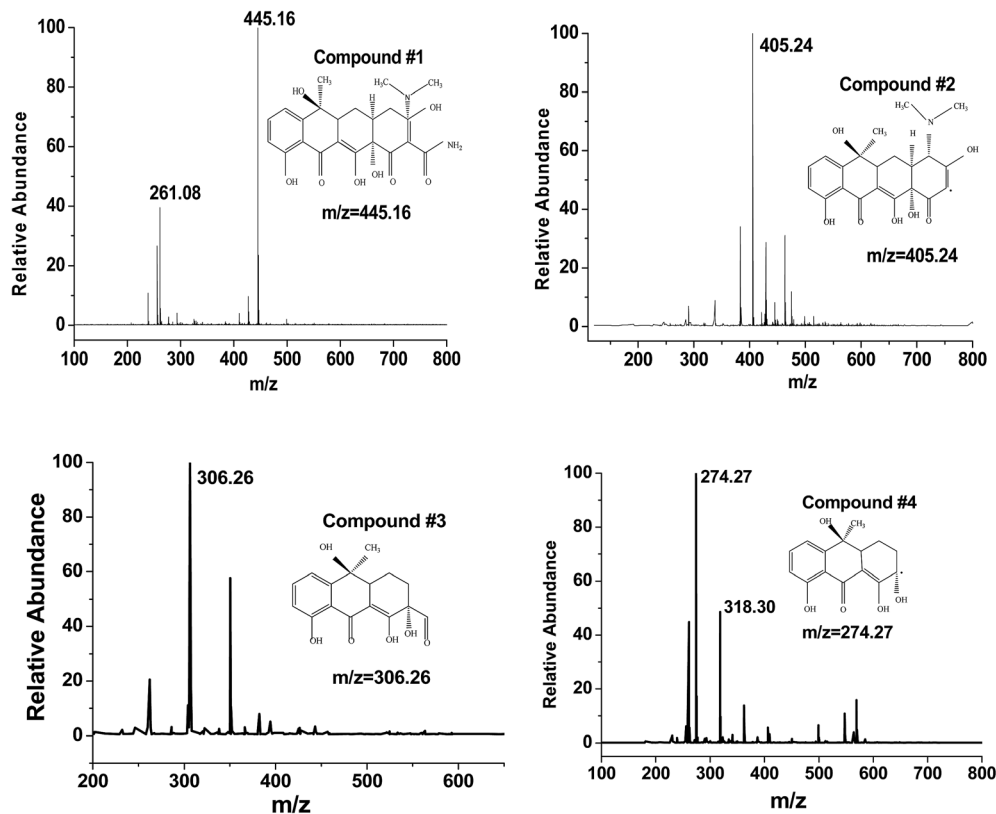 445.16
Compound #1
261.08
HO
CH₃
H
H₃C
CH₃
N
OH
NH₂
OH
O
OH
OH
O
O
m/z=445.16
Relative Abundance
100
80
60
40
20
0
100 200 300 400 500 600 700 800
m/z
405.24
Compound #2
H₃C
CH₃
N
OH
CH₃
H
OH
OH
O
OH
OH
O
m/z=405.24
Relative Abundance
100
80
60
40
20
0
200 300 400 500 600 700 800
m/z
306.26
Compound #3
OH
CH₃
OH
O
OH
OH
O
m/z=306.26
Relative Abundance
100
80
60
40
20
0
200 300 400 500 600
m/z
274.27
Compound #4
OH
CH₃
318.30
OH
O
OH
OH
m/z=274.27
Relative Abundance
100
80
60
40
20
0
100 200 300 400 500 600 700 800
m/z